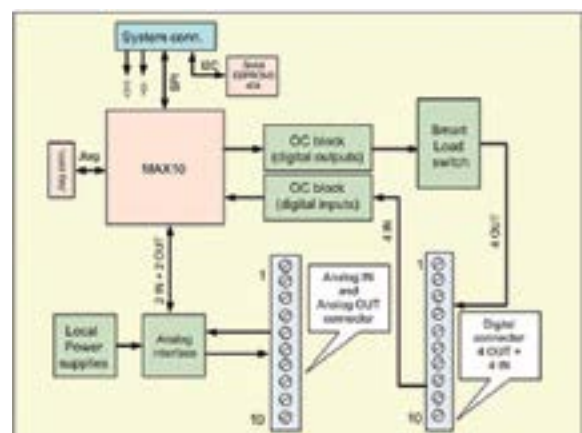 System conn.
I2C
SPI
MAX10
OC block
(digital outputs)
Smart
Load
switch
OC block
(digital inputs)
4 IN
4 OUT
2 IN + 2 OUT
1
Analog IN
and
Analog OUT
connector
1
Local
Power
supplies
Analog
interface
Digital
connector
4 OUT +
4 IN
10
10